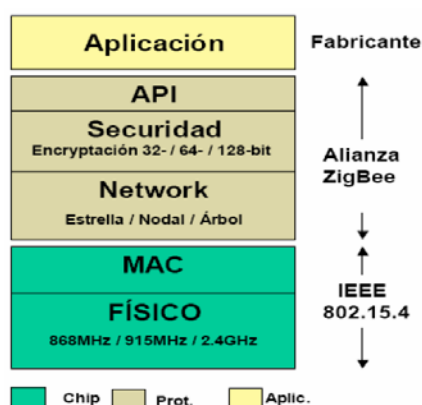 Aplicación
Fabricante
API
Securidad
Encryptación 32- / 64- / 128-bit
Alianza
ZigBee
Network
Estrella / Nodal / Árbol
MAC
IEEE
802.15.4
FÍSICO
868MHz / 915MHz / 2.4GHz
Chip
Prot.
Aplic.